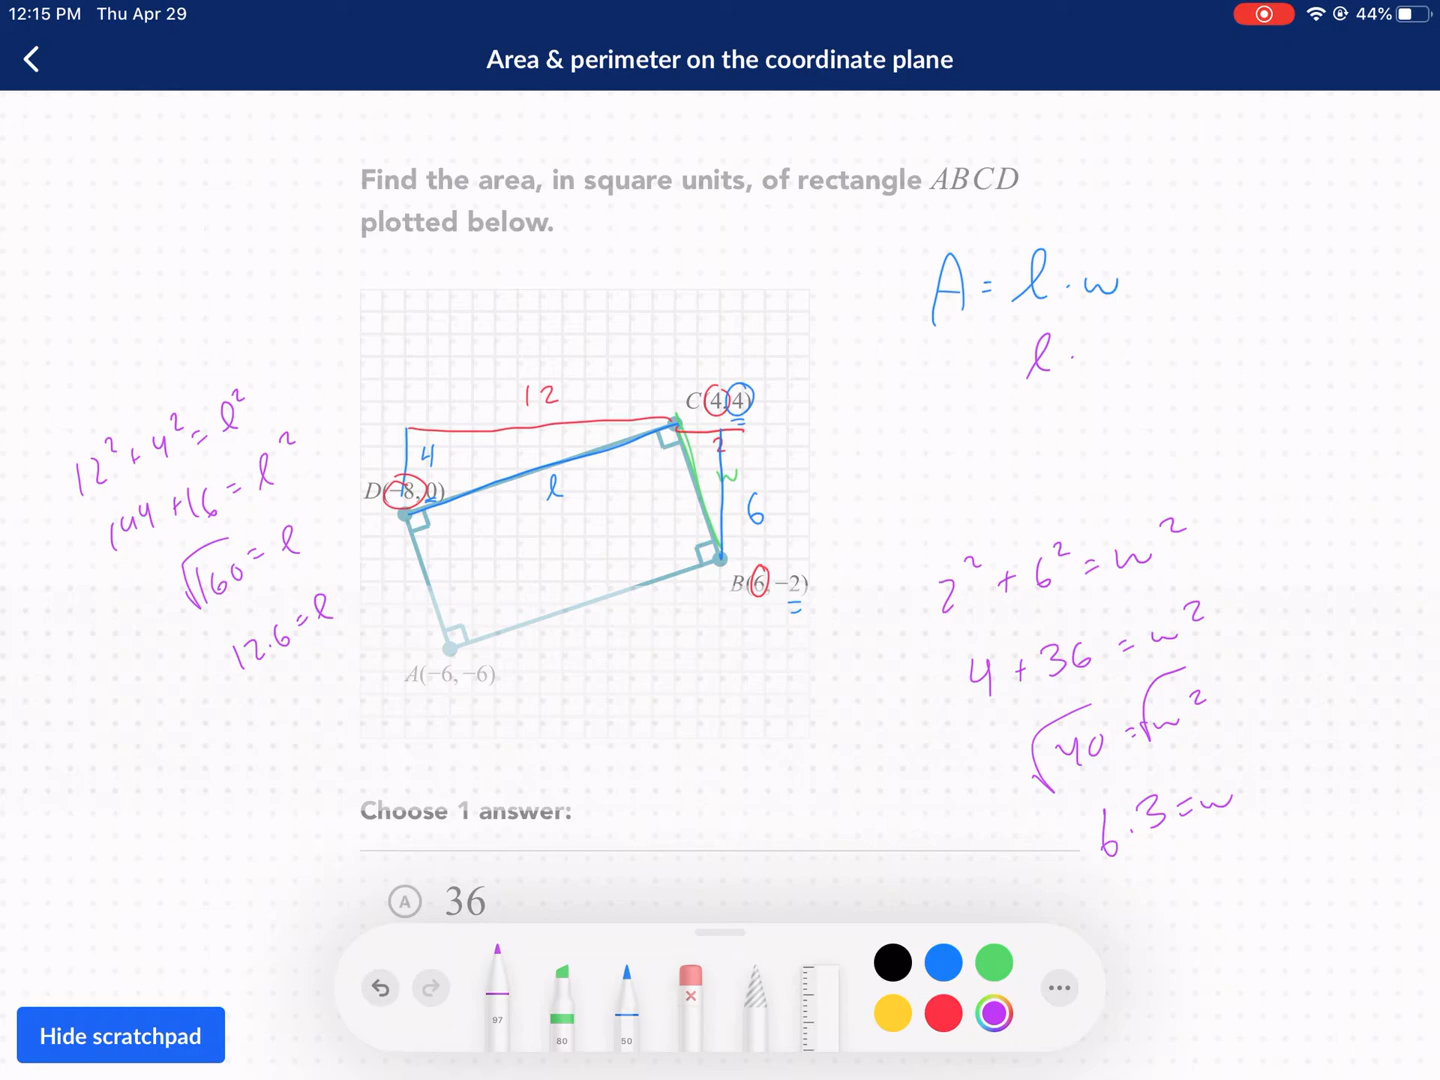 12:15 PM Thu Apr 29
44%
Area & perimeter on the coordinate plane
Find the area, in square units, of rectangle ABCD
plotted below.
A = l · w
l ·
12
C(4,4)
2
4
D(−8,0)
l
w
6
B(6,−2)
A(−6,−6)
12² + 4² = l²
144 + 16 = l²
√160 = l
12.6 = l
2² + 6² = w²
4 + 36 = w²
√40 = √w²
6.3 = w
Choose 1 answer:
A 36
97
80
50
Hide scratchpad